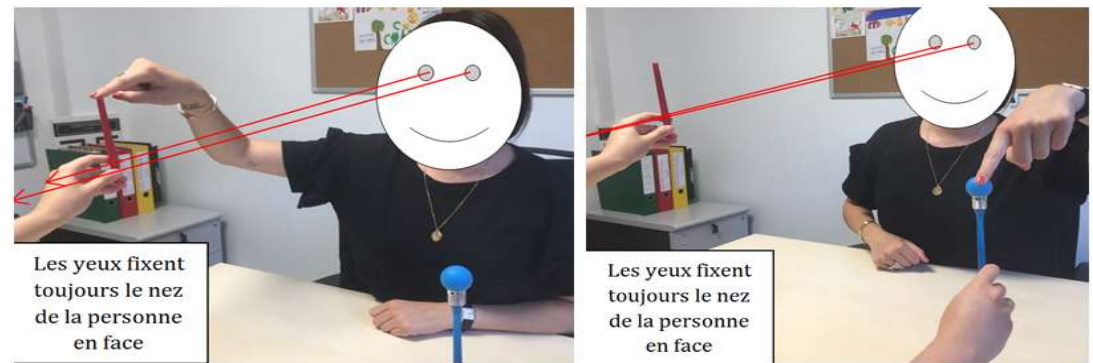 Les yeux fixent
toujours le nez
de la personne
en face
Les yeux fixent
toujours le nez
de la personne
en face